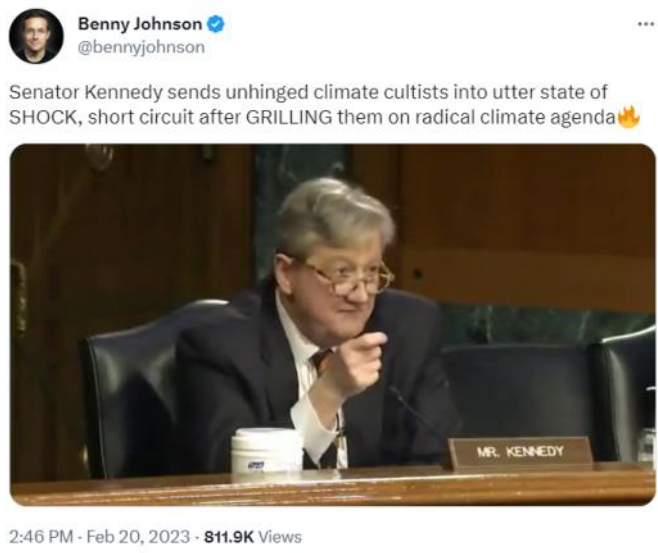 Benny Johnson
@bennyjohnson
Senator Kennedy sends unhinged climate cultists into utter state of
SHOCK, short circuit after GRILLING them on radical climate agenda🔥
MR. KENNEDY
2:46 PM · Feb 20, 2023 · 811.9K Views